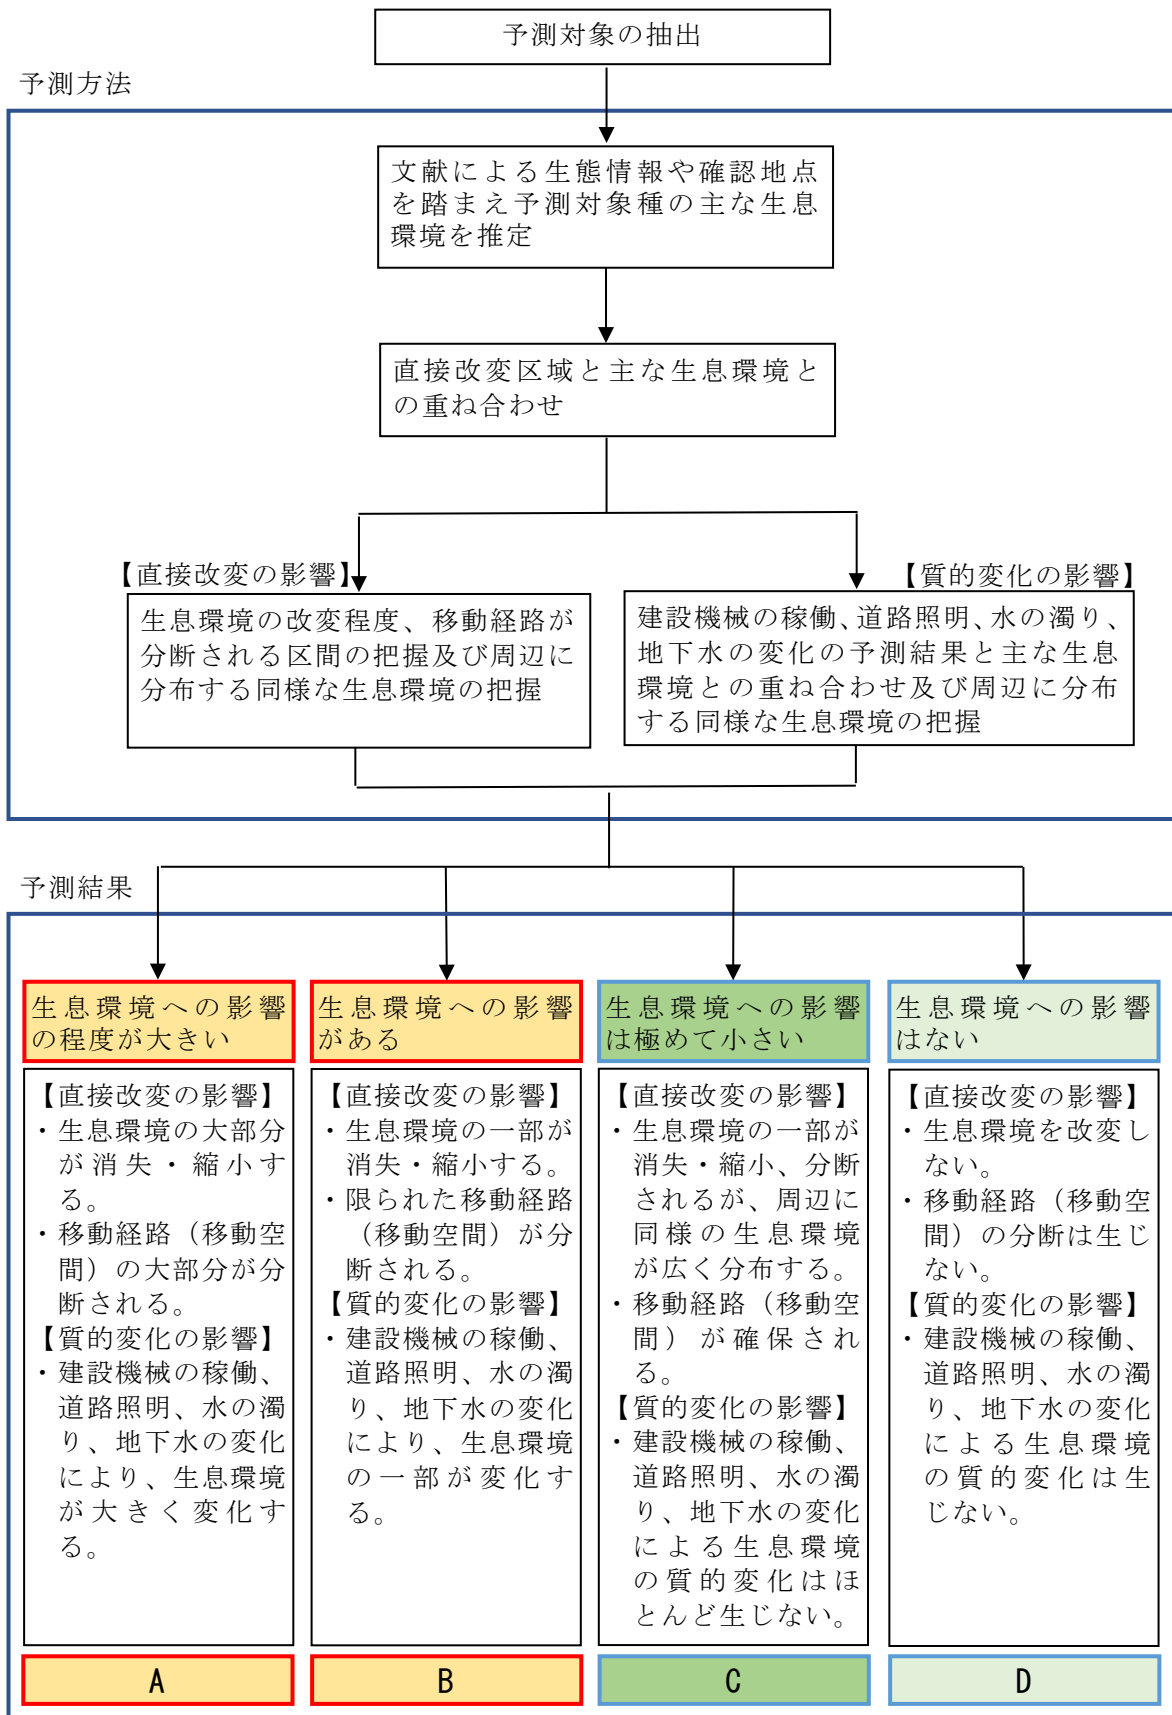 予測対象の抽出
予測方法
文献による生態情報や確認地点
を踏まえ予測対象種の主な生息
環境を推定
直接改変区域と主な生息環境と
の重ね合わせ
【直接改変の影響】
生息環境の改変程度、移動経路が
分断される区間の把握及び周辺に
分布する同様な生息環境の把握
【質的変化の影響】
建設機械の稼働、道路照明、水の濁り、
地下水の変化の予測結果と主な生息
環境との重ね合わせ及び周辺に分布
する同様な生息環境の把握
予測結果
生息環境への影響
の程度が大きい
【直接改変の影響】
・生息環境の大部分
が消失・縮小す
る。
・移動経路（移動空
間）の大部分が分
断される。
【質的変化の影響】
・建設機械の稼働、
道路照明、水の濁
り、地下水の変化
により、生息環境
が大きく変化す
る。
A
生息環境への影響
がある
【直接改変の影響】
・生息環境の一部が
消失・縮小する。
・限られた移動経路
（移動空間）が分
断される。
【質的変化の影響】
・建設機械の稼働、
道路照明、水の濁
り、地下水の変化
により、生息環境
の一部が変化す
る。
B
生息環境への影響
は極めて小さい
【直接改変の影響】
・生息環境の一部が
消失・縮小、分断
されるが、周辺に
同様の生息環境
が広く分布する。
・移動経路（移動空
間）が確保され
る。
【質的変化の影響】
・建設機械の稼働、
道路照明、水の濁
り、地下水の変化
による生息環境
の質的変化はほ
とんど生じない。
C
生息環境への影響
はない
【直接改変の影響】
・生息環境を改変し
ない。
・移動経路（移動空
間）の分断は生じ
ない。
【質的変化の影響】
・建設機械の稼働、
道路照明、水の濁
り、地下水の変化
による生息環境
の質的変化は生
じない。
D